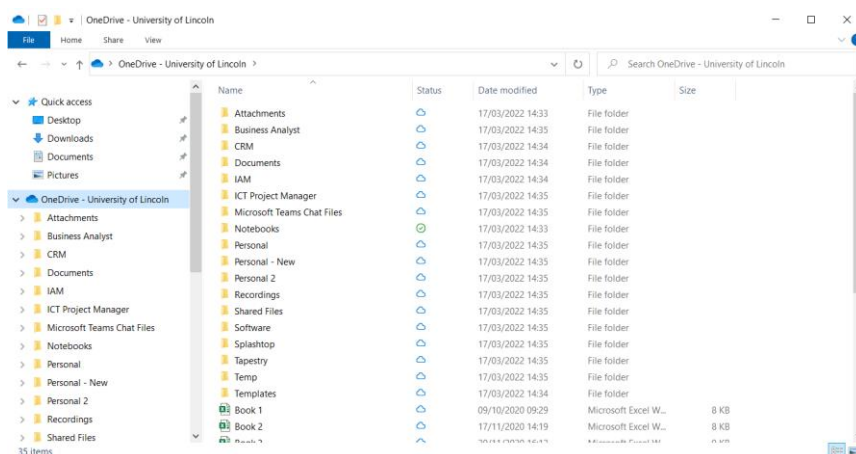 OneDrive - University of Lincoln
File Home Share View
OneDrive - University of Lincoln
Search OneDrive - University of Lincoln
Name Status Date modified Type Size
Quick access
Desktop
Downloads
Documents
Pictures
OneDrive - University of Lincoln
Attachments
Business Analyst
CRM
Documents
IAM
ICT Project Manager
Microsoft Teams Chat Files
Notebooks
Personal
Personal - New
Personal 2
Recordings
Shared Files
Attachments 17/03/2022 14:33 File folder
Business Analyst 17/03/2022 14:35 File folder
CRM 17/03/2022 14:34 File folder
Documents 17/03/2022 14:34 File folder
IAM 17/03/2022 14:34 File folder
ICT Project Manager 17/03/2022 14:35 File folder
Microsoft Teams Chat Files 17/03/2022 14:35 File folder
Notebooks 17/03/2022 14:33 File folder
Personal 17/03/2022 14:35 File folder
Personal - New 17/03/2022 14:35 File folder
Personal 2 17/03/2022 14:35 File folder
Recordings 17/03/2022 14:35 File folder
Shared Files 17/03/2022 14:35 File folder
Software 17/03/2022 14:35 File folder
Splashtop 17/03/2022 14:35 File folder
Tapestry 17/03/2022 14:35 File folder
Temp 17/03/2022 14:35 File folder
Templates 17/03/2022 14:34 File folder
Book 1 09/10/2020 09:29 Microsoft Excel W... 8 KB
Book 2 17/11/2020 14:19 Microsoft Excel W... 8 KB
35 items